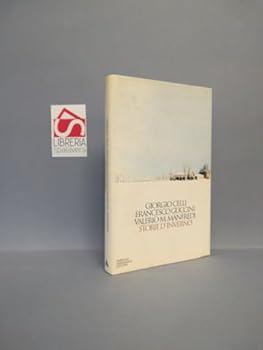 LIBRERIA
GIORGIO CELLI
FRANCESCO GUCCINI
VALERIO M. MANFREDI
STORIE D'INVERNO